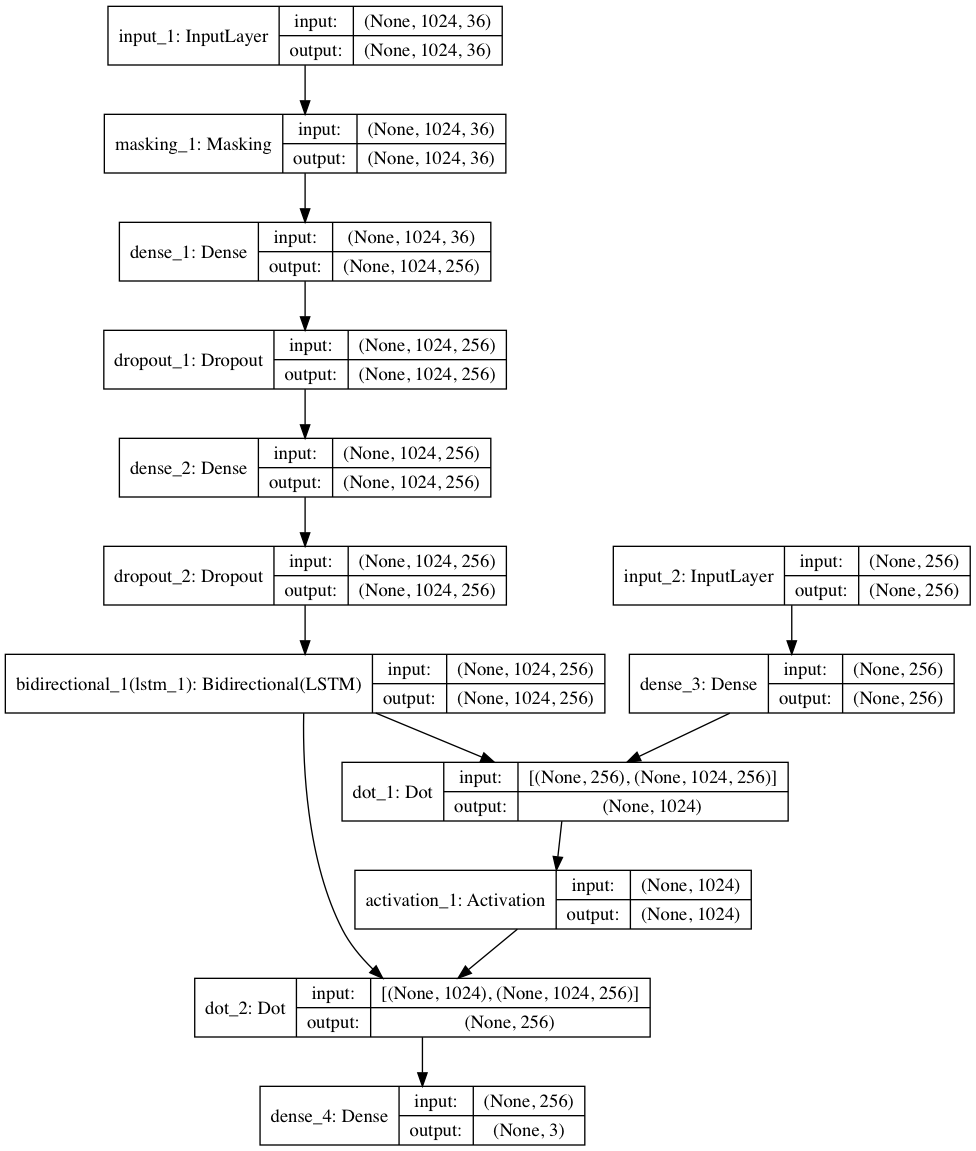 input_1: InputLayer
input: (None, 1024, 36)
output: (None, 1024, 36)
masking_1: Masking
input: (None, 1024, 36)
output: (None, 1024, 36)
dense_1: Dense
input: (None, 1024, 36)
output: (None, 1024, 256)
dropout_1: Dropout
input: (None, 1024, 256)
output: (None, 1024, 256)
dense_2: Dense
input: (None, 1024, 256)
output: (None, 1024, 256)
dropout_2: Dropout
input: (None, 1024, 256)
output: (None, 1024, 256)
input_2: InputLayer
input: (None, 256)
output: (None, 256)
bidirectional_1(lstm_1): Bidirectional(LSTM)
input: (None, 1024, 256)
output: (None, 1024, 256)
dense_3: Dense
input: (None, 256)
output: (None, 256)
dot_1: Dot
input: [(None, 256), (None, 1024, 256)]
output: (None, 1024)
activation_1: Activation
input: (None, 1024)
output: (None, 1024)
dot_2: Dot
input: [(None, 1024), (None, 1024, 256)]
output: (None, 256)
dense_4: Dense
input: (None, 256)
output: (None, 3)